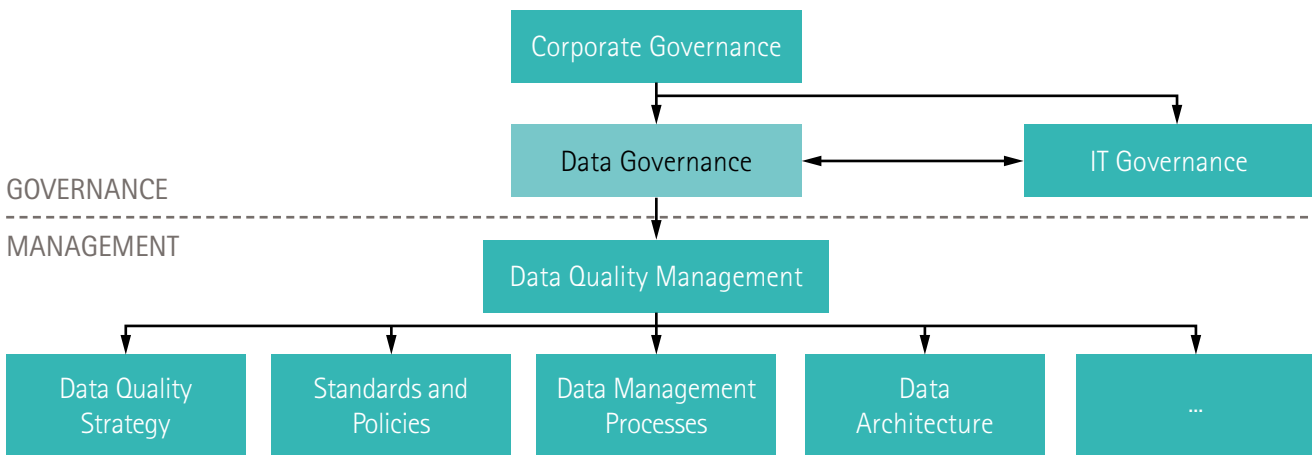 Corporate Governance
Data Governance
IT Governance
GOVERNANCE
MANAGEMENT
Data Quality Management
Data Quality
Strategy
Standards and
Policies
Data Management
Processes
Data
Architecture
...